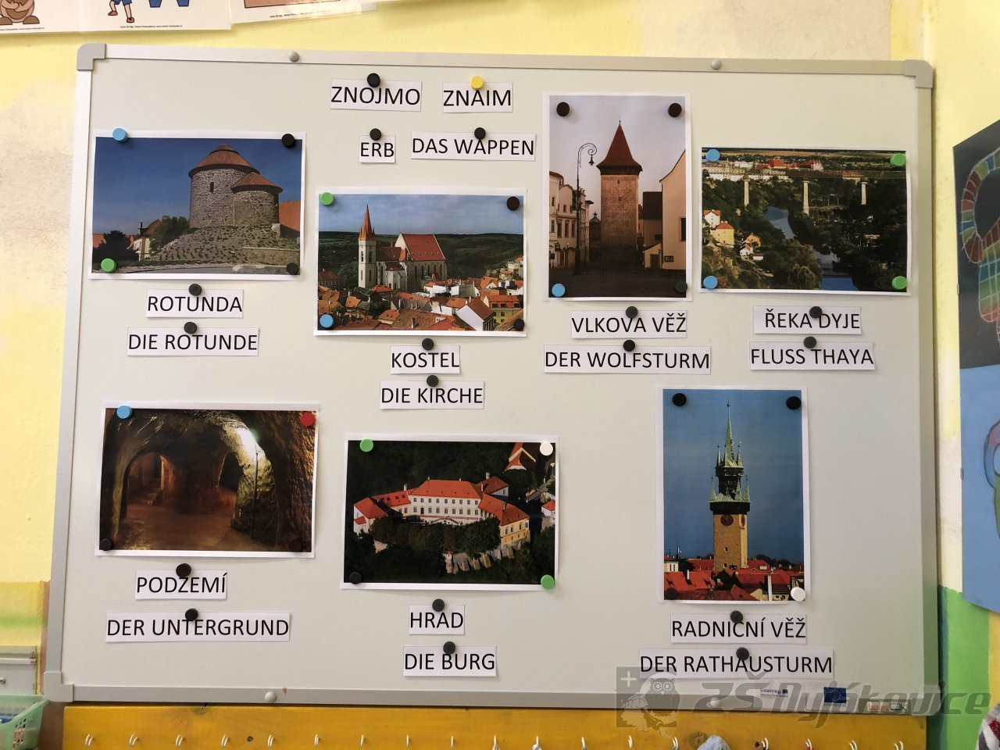 ZNOJMO
ZNAIM
ERB
DAS WAPPEN
ROTUNDA
DIE ROTUNDE
KOSTEL
DIE KIRCHE
VLKOVA VĚŽ
DER WOLFSTURM
ŘEKA DYJE
FLUSS THAYA
PODZEMÍ
DER UNTERGRUND
HRAD
DIE BURG
RADNIČNÍ VĚŽ
DER RATHAUSTURM
Interreg
ZŠ Dyjákovice